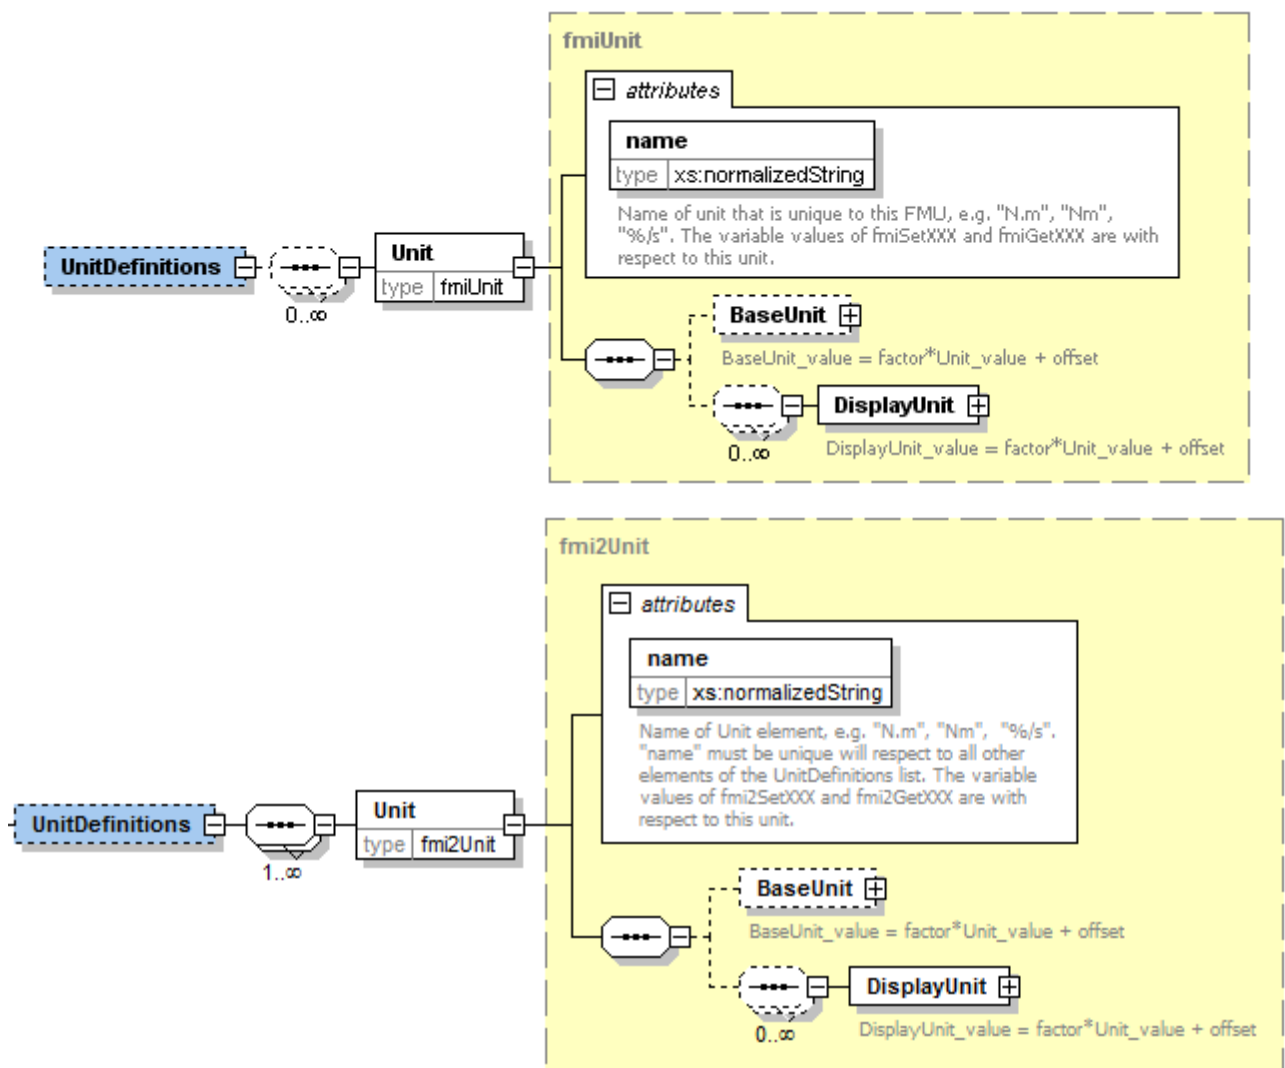 fmiUnit
attributes
name
type xs:normalizedString
Name of unit that is unique to this FMU, e.g. "N.m", "Nm",
"%/s". The variable values of fmiSetXXX and fmiGetXXX are with
respect to this unit.
UnitDefinitions
0..∞
Unit
type fmiUnit
BaseUnit
BaseUnit_value = factor*Unit_value + offset
0..∞
DisplayUnit
DisplayUnit_value = factor*Unit_value + offset
fmi2Unit
attributes
name
type xs:normalizedString
Name of Unit element, e.g. "N.m", "Nm",  "%/s".
"name" must be unique will respect to all other
elements of the UnitDefinitions list. The variable
values of fmi2SetXXX and fmi2GetXXX are with
respect to this unit.
UnitDefinitions
1..∞
Unit
type fmi2Unit
BaseUnit
BaseUnit_value = factor*Unit_value + offset
0..∞
DisplayUnit
DisplayUnit_value = factor*Unit_value + offset